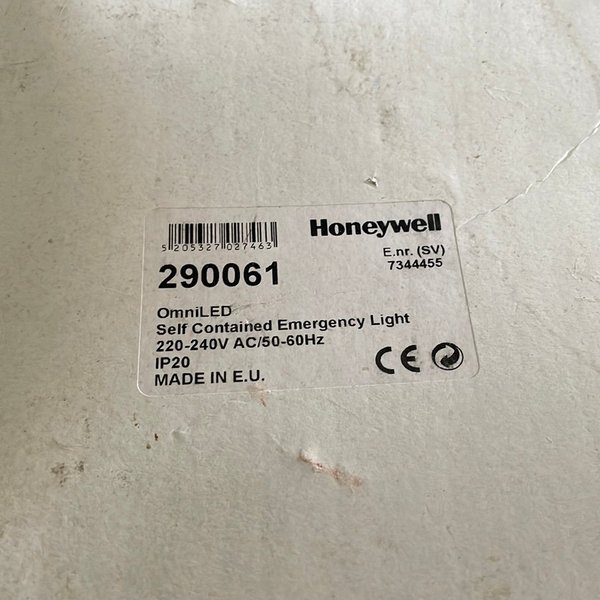 Honeywell
5 205327 027463
E.nr. (SV)
7344455
290061
OmniLED
Self Contained Emergency Light
220-240V AC/50-60Hz
IP20
MADE IN E.U.
CE